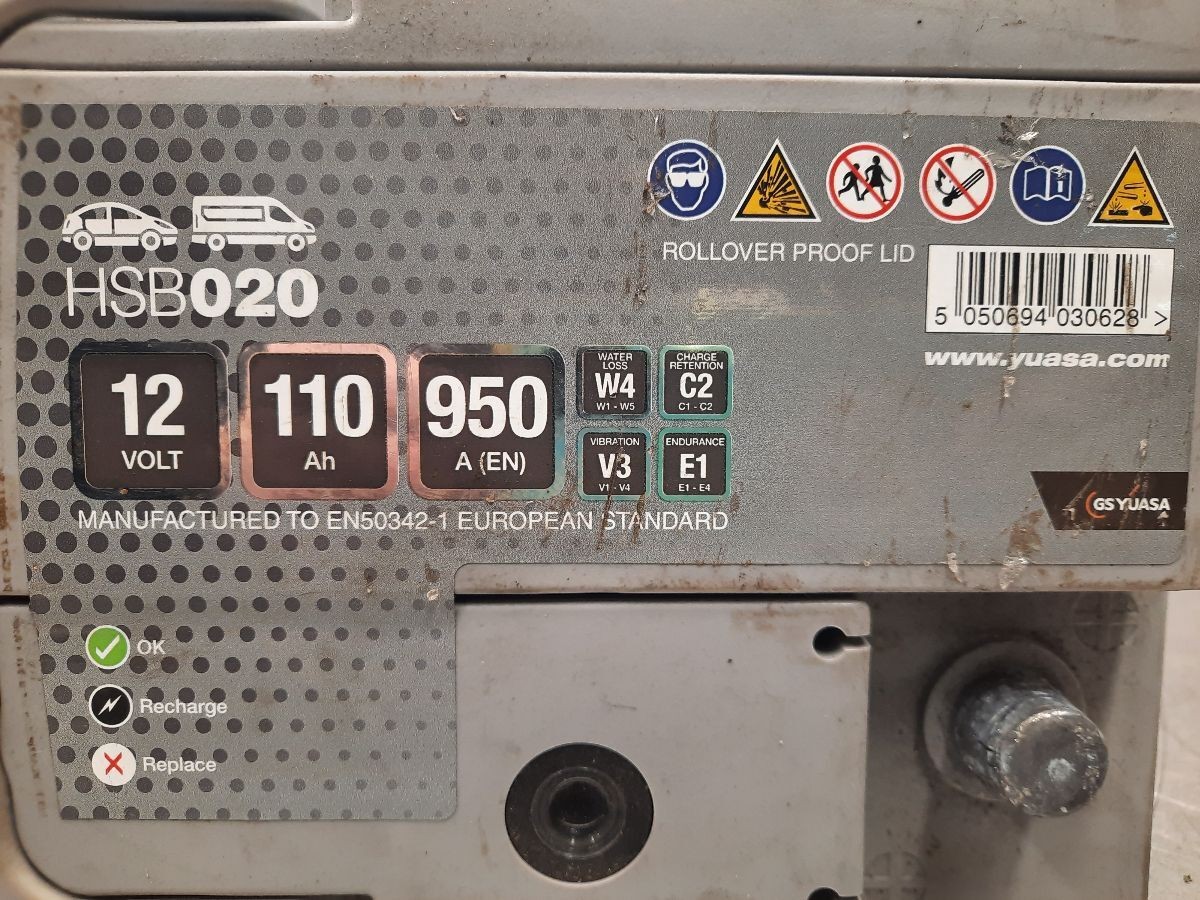 HSB020
ROLLOVER PROOF LID
5 050694 030628 >
www.yuasa.com
12
VOLT
110
Ah
950
A (EN)
WATER
LOSS
W4
W1 - W5
CHARGE
RETENTION
C2
C1 - C2
VIBRATION
V3
V1 - V4
ENDURANCE
E1
E1 - E4
GS YUASA
MANUFACTURED TO EN50342-1 EUROPEAN STANDARD
OK
Recharge
Replace